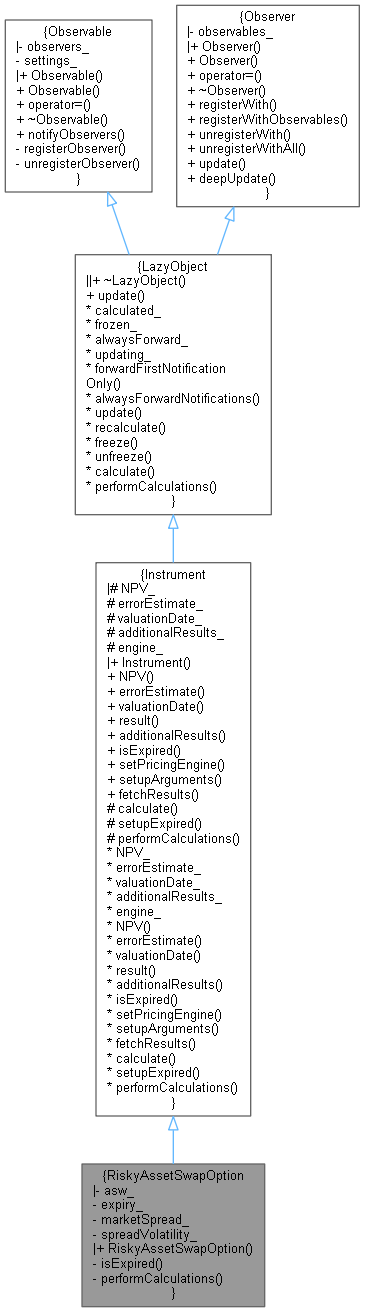 {Observable
|- observers_
- settings_
|+ Observable()
+ Observable()
+ operator=()
+ ~Observable()
+ notifyObservers()
- registerObserver()
- unregisterObserver()
}
{Observer
|- observables_
|+ Observer()
+ Observer()
+ operator=()
+ ~Observer()
+ registerWith()
+ registerWithObservables()
+ unregisterWith()
+ unregisterWithAll()
+ update()
+ deepUpdate()
}
{LazyObject
||+ ~LazyObject()
+ update()
* calculated_
* frozen_
* alwaysForward_
* updating_
* forwardFirstNotification
Only()
* alwaysForwardNotifications()
* update()
* recalculate()
* freeze()
* unfreeze()
* calculate()
* performCalculations()
}
{Instrument
|# NPV_
# errorEstimate_
# valuationDate_
# additionalResults_
# engine_
|+ Instrument()
+ NPV()
+ errorEstimate()
+ valuationDate()
+ result()
+ additionalResults()
+ isExpired()
+ setPricingEngine()
+ setupArguments()
+ fetchResults()
# calculate()
# setupExpired()
# performCalculations()
* NPV_
* errorEstimate_
* valuationDate_
* additionalResults_
* engine_
* NPV()
* errorEstimate()
* valuationDate()
* result()
* additionalResults()
* isExpired()
* setPricingEngine()
* setupArguments()
* fetchResults()
* calculate()
* setupExpired()
* performCalculations()
}
{RiskyAssetSwapOption
|- asw_
- expiry_
- marketSpread_
- spreadVolatility_
|+ RiskyAssetSwapOption()
- isExpired()
- performCalculations()
}